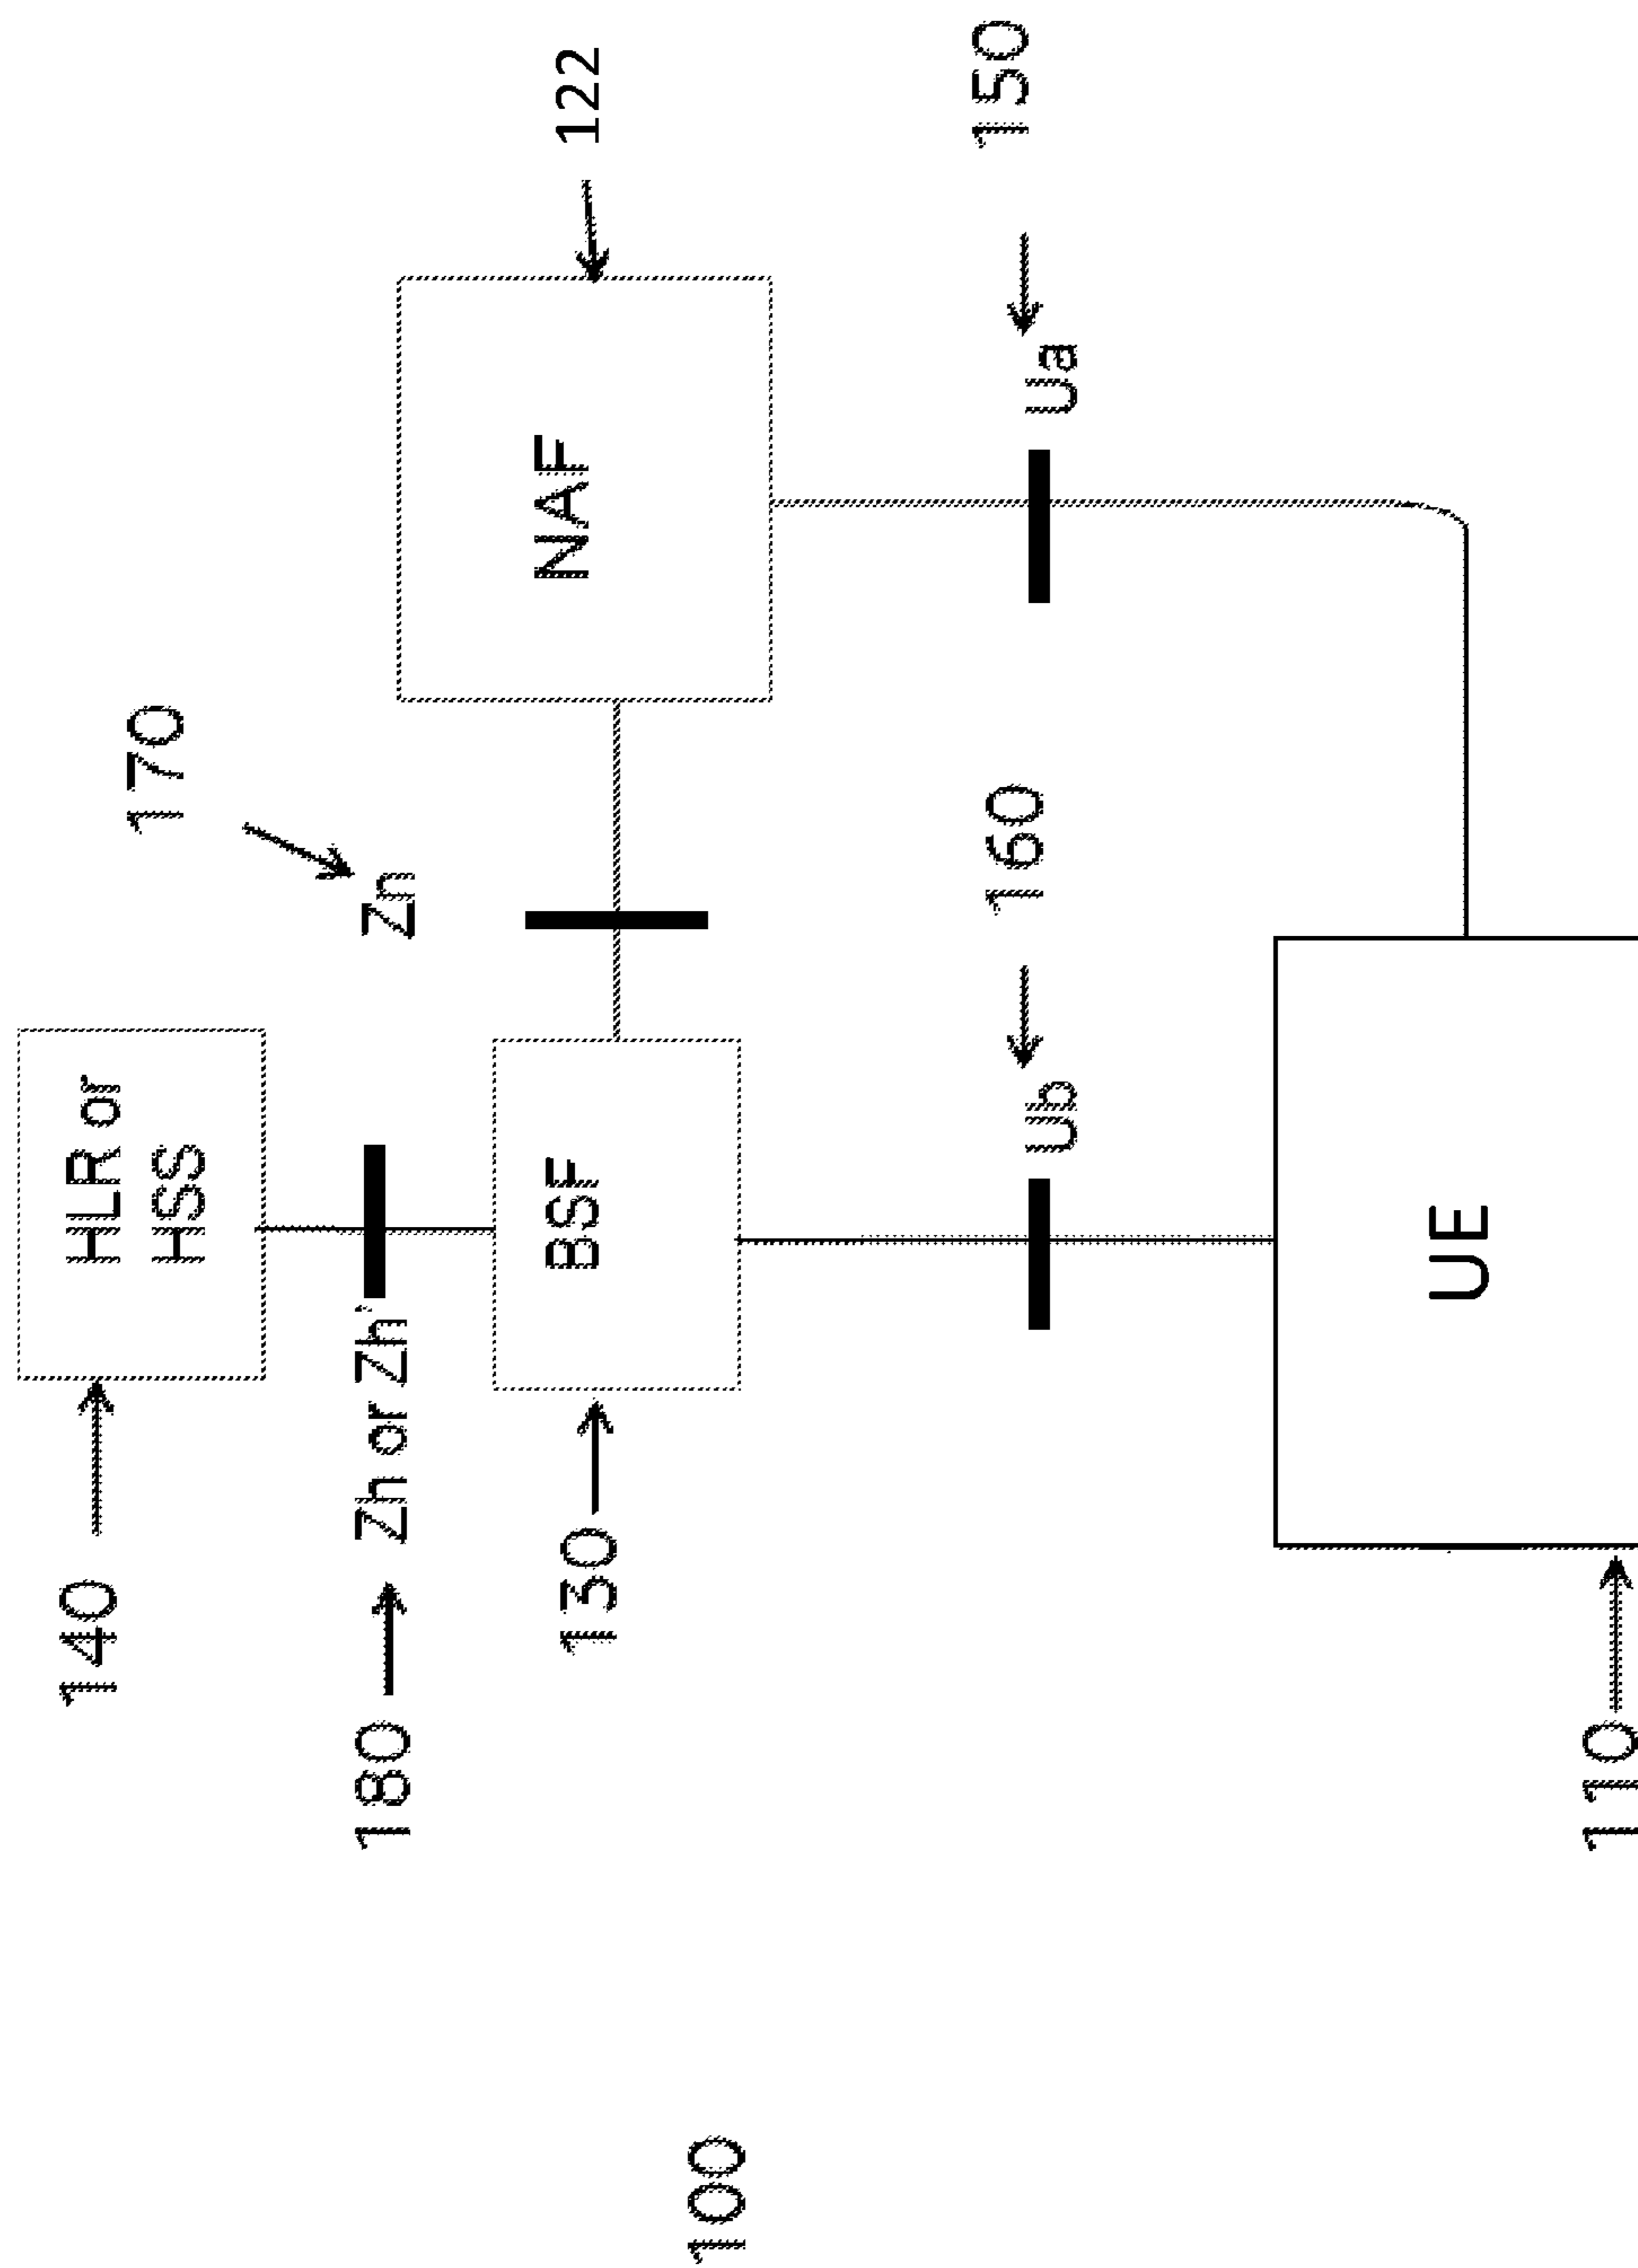 140
HLR or
HSS
170
180
Zh or Zh'
Zn
130
BSF
NAF
122
100
160
150
Ub
Ua
UE
110